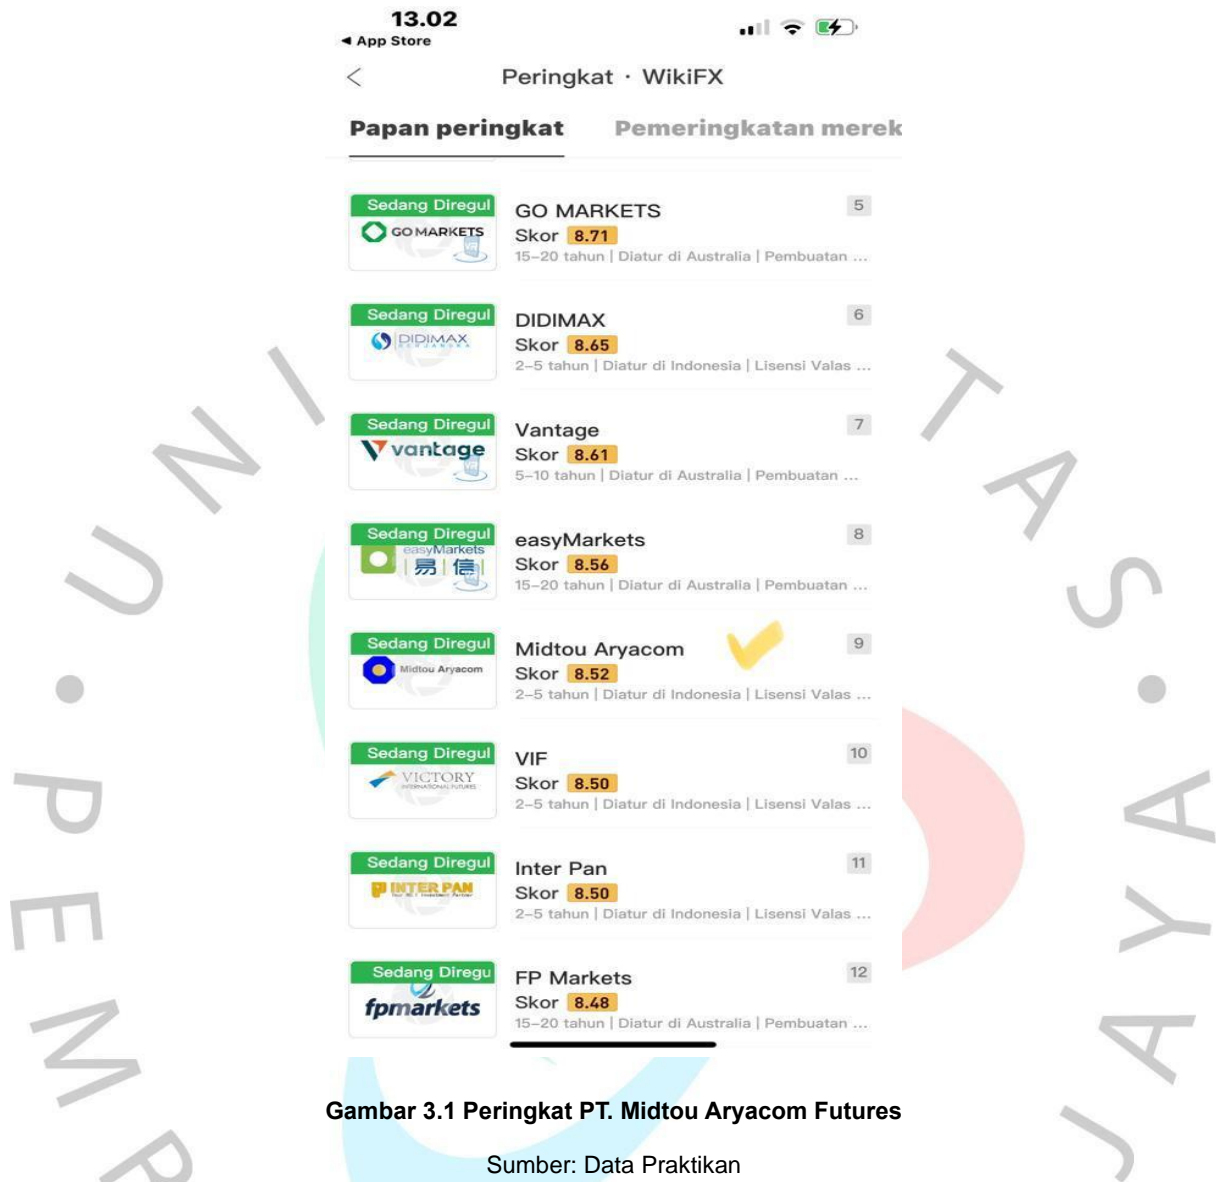 13.02
◄ App Store
Peringkat · WikiFX
Papan peringkat
Pemeringkatan merek
Sedang Diregul
GO MARKETS
GO MARKETS
5
Skor 8.71
15–20 tahun | Diatur di Australia | Pembuatan ...
Sedang Diregul
DIDIMAX
DIDIMAX
6
Skor 8.65
2–5 tahun | Diatur di Indonesia | Lisensi Valas ...
Sedang Diregul
vantage
Vantage
7
Skor 8.61
5–10 tahun | Diatur di Australia | Pembuatan ...
Sedang Diregul
easyMarkets
易信
easyMarkets
8
Skor 8.56
15–20 tahun | Diatur di Australia | Pembuatan ...
Sedang Diregul
Midtou Aryacom
Midtou Aryacom
9
Skor 8.52
2–5 tahun | Diatur di Indonesia | Lisensi Valas ...
Sedang Diregul
VICTORY
INTERNATIONAL FUTURES
VIF
10
Skor 8.50
2–5 tahun | Diatur di Indonesia | Lisensi Valas ...
Sedang Diregul
INTER PAN
Inter Pan
11
Skor 8.50
2–5 tahun | Diatur di Indonesia | Lisensi Valas ...
Sedang Diregu
fpmarkets
FP Markets
12
Skor 8.48
15–20 tahun | Diatur di Australia | Pembuatan ...
Gambar 3.1 Peringkat PT. Midtou Aryacom Futures
Sumber: Data Praktikan
P E M P
U N I
T A S
J A Y A